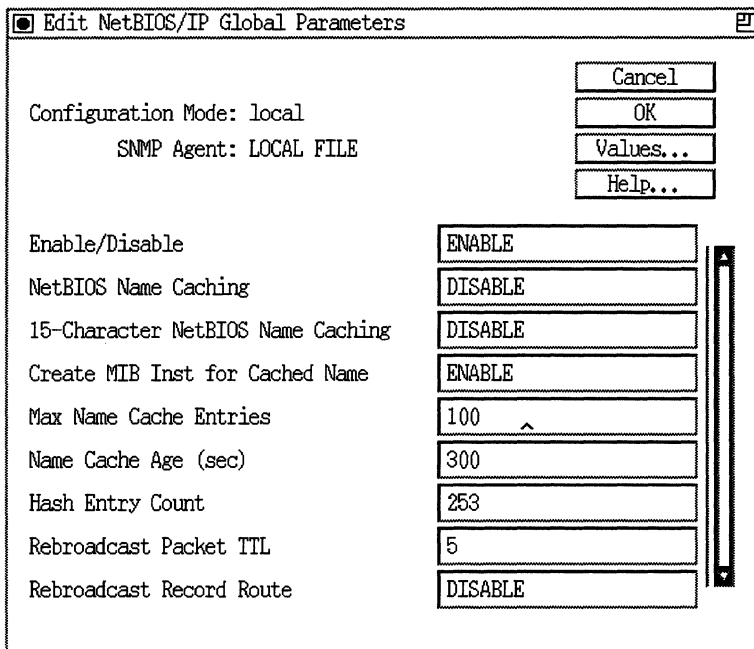 Edit NetBIOS/IP Global Parameters
Cancel
Configuration Mode: local
OK
SNMP Agent: LOCAL FILE
Values...
Help...
Enable/Disable ENABLE
NetBIOS Name Caching DISABLE
15-Character NetBIOS Name Caching DISABLE
Create MIB Inst for Cached Name ENABLE
Max Name Cache Entries 100
Name Cache Age (sec) 300
Hash Entry Count 253
Rebroadcast Packet TTL 5
Rebroadcast Record Route DISABLE